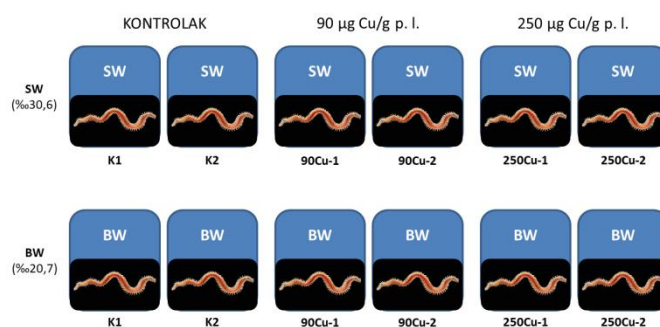 KONTROLAK 90 µg Cu/g p. l. 250 µg Cu/g p. l.
SW SW SW SW SW SW
SW
(‰30,6)
K1 K2 90Cu-1 90Cu-2 250Cu-1 250Cu-2
BW BW BW BW BW BW
BW
(‰20,7)
K1 K2 90Cu-1 90Cu-2 250Cu-1 250Cu-2